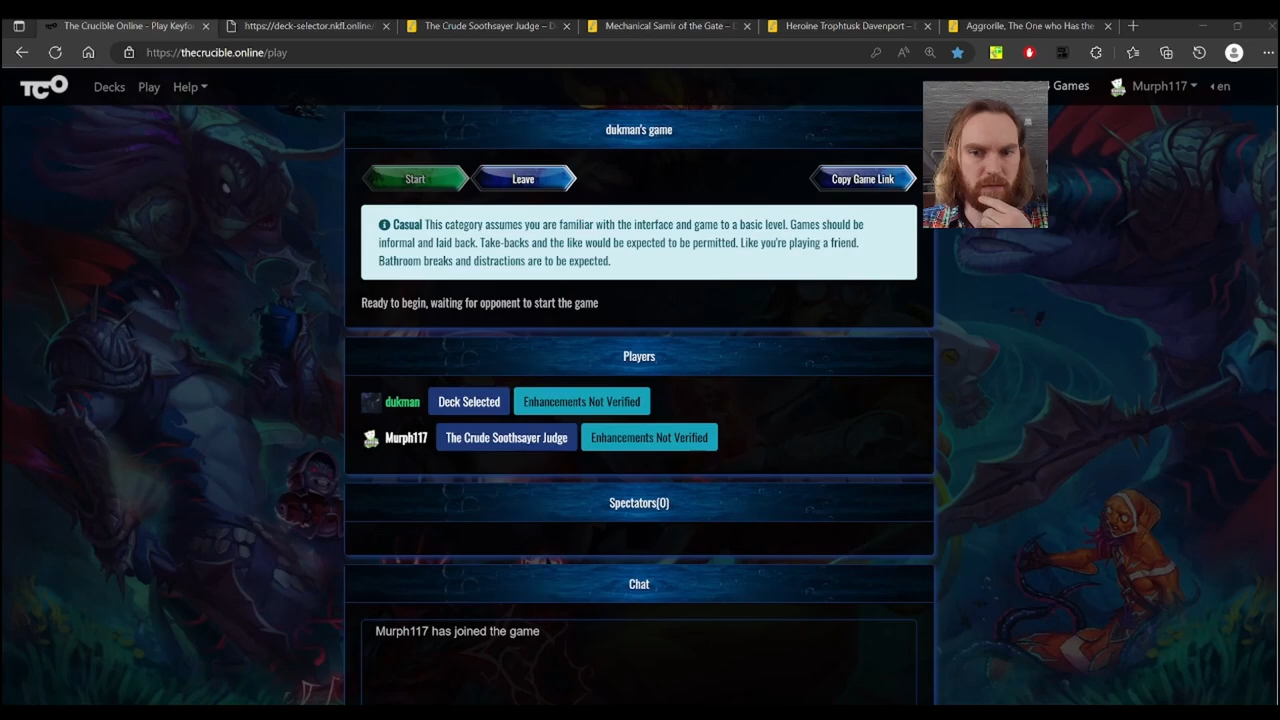 The Crucible Online - Play Keyfo
https://deck-selector.nkfl.online/
The Crude Soothsayer Judge – D
Mechanical Samir of the Gate – D
Heroine Trophtusk Davenport – D
Aggrorile, The One who Has the
https://thecrucible.online/play
TCO
Decks
Play
Help
Games
Murph117
en
dukman's game
Start
Leave
Copy Game Link
Casual This category assumes you are familiar with the interface and game to a basic level. Games should be
informal and laid back. Take-backs and the like would be expected to be permitted. Like you're playing a friend.
Bathroom breaks and distractions are to be expected.
Ready to begin, waiting for opponent to start the game
Players
dukman Deck Selected Enhancements Not Verified
Murph117 The Crude Soothsayer Judge Enhancements Not Verified
Spectators(0)
Chat
Murph117 has joined the game